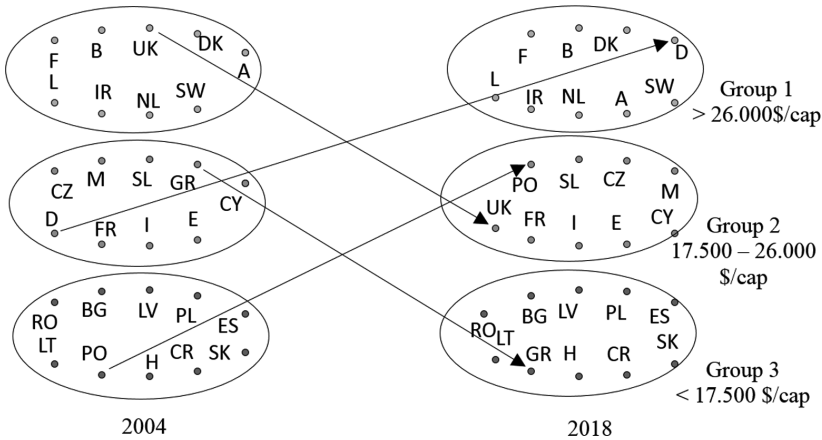 F B UK DK A
L IR NL SW
F B DK D
L IR NL A SW
Group 1
> 26.000$/cap
CZ M SL GR CY
D FR I E
PO SL CZ M
UK FR I E CY
Group 2
17.500 – 26.000
$/cap
RO BG LV PL ES
LT PO H CR SK
RO LT BG LV PL ES
GR H CR SK
Group 3
< 17.500 $/cap
2004
2018